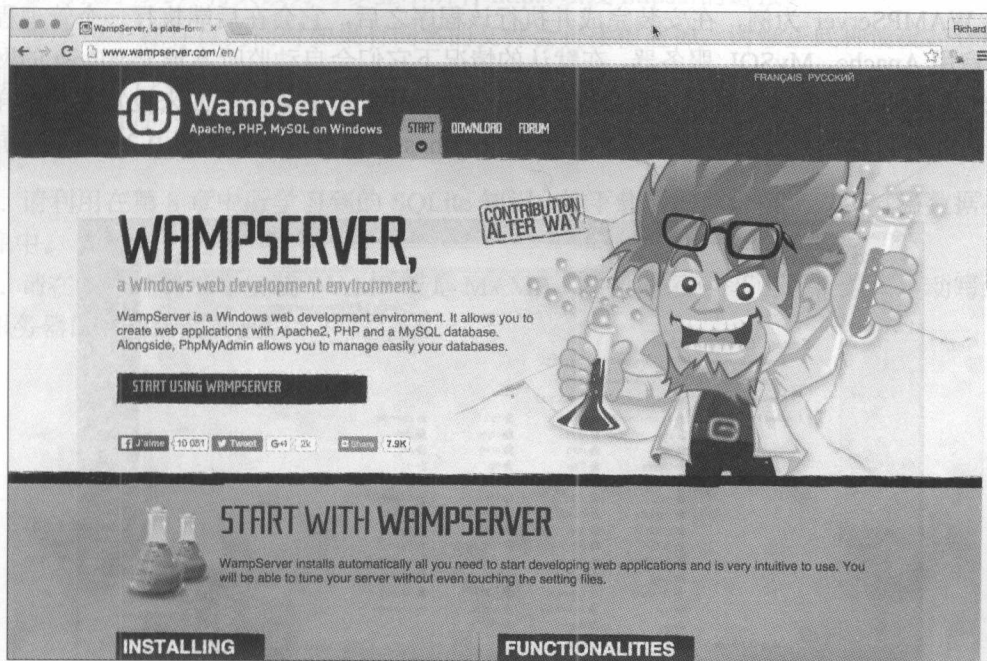 WampServer, la plate-form
Richard
www.wampserver.com/en/
FRANÇAIS РУССКИЙ
WampServer
Apache, PHP, MySQL on Windows
START DOWNLOAD FORUM
CONTRIBUTION
ALTER WAY
WAMPSERVER,
a Windows web development environment.
WampServer is a Windows web development environment. It allows you to
create web applications with Apache2, PHP and a MySQL database.
Alongside, PhpMyAdmin allows you to manage easily your databases.
START USING WAMPSERVER
J'aime 10 051 Tweet G+1 2k Share 7.9K
START WITH WAMPSERVER
WampServer installs automatically all you need to start developing web applications and is very intuitive to use. You
will be able to tune your server without even touching the setting files.
INSTALLING
FUNCTIONALITIES